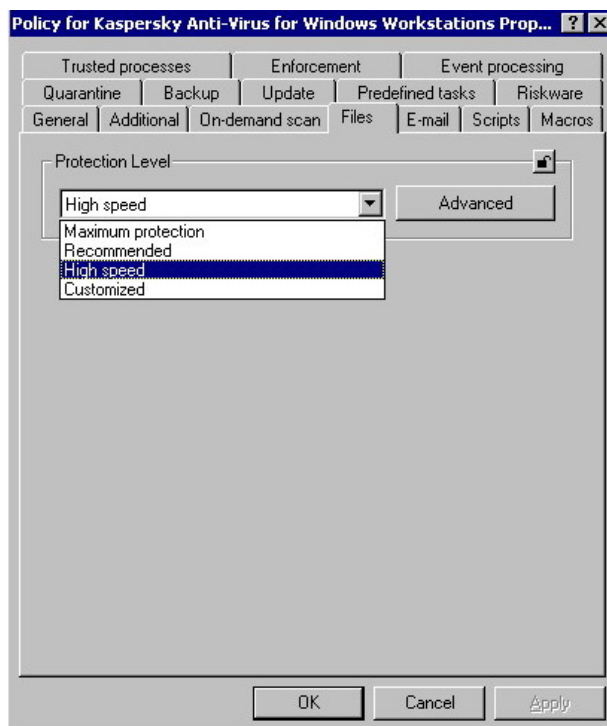 Policy for Kaspersky Anti-Virus for Windows Workstations Prop...
Trusted processes Enforcement Event processing
Quarantine Backup Update Predefined tasks Riskware
General Additional On-demand scan Files E-mail Scripts Macros
Protection Level
High speed Advanced
Maximum protection
Recommended
High speed
Customized
OK Cancel Apply